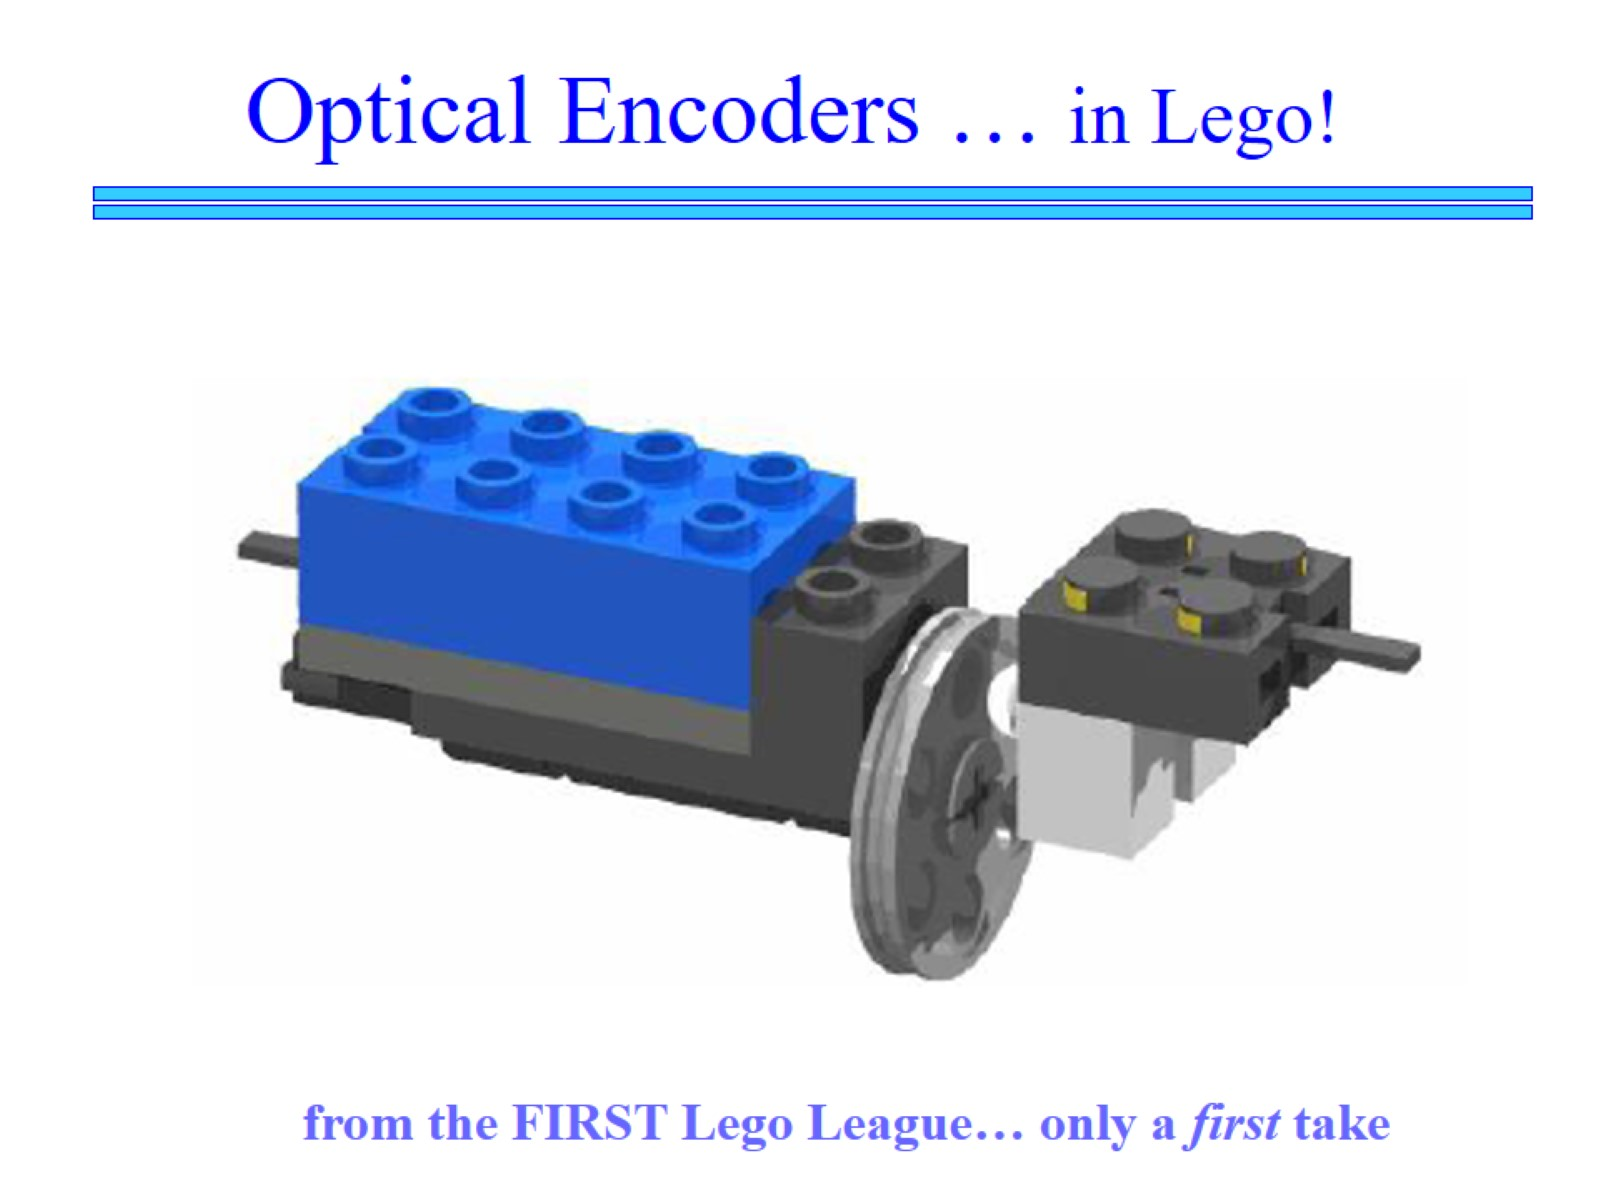 Optical Encoders … in Lego!
from the FIRST Lego League… only a first take